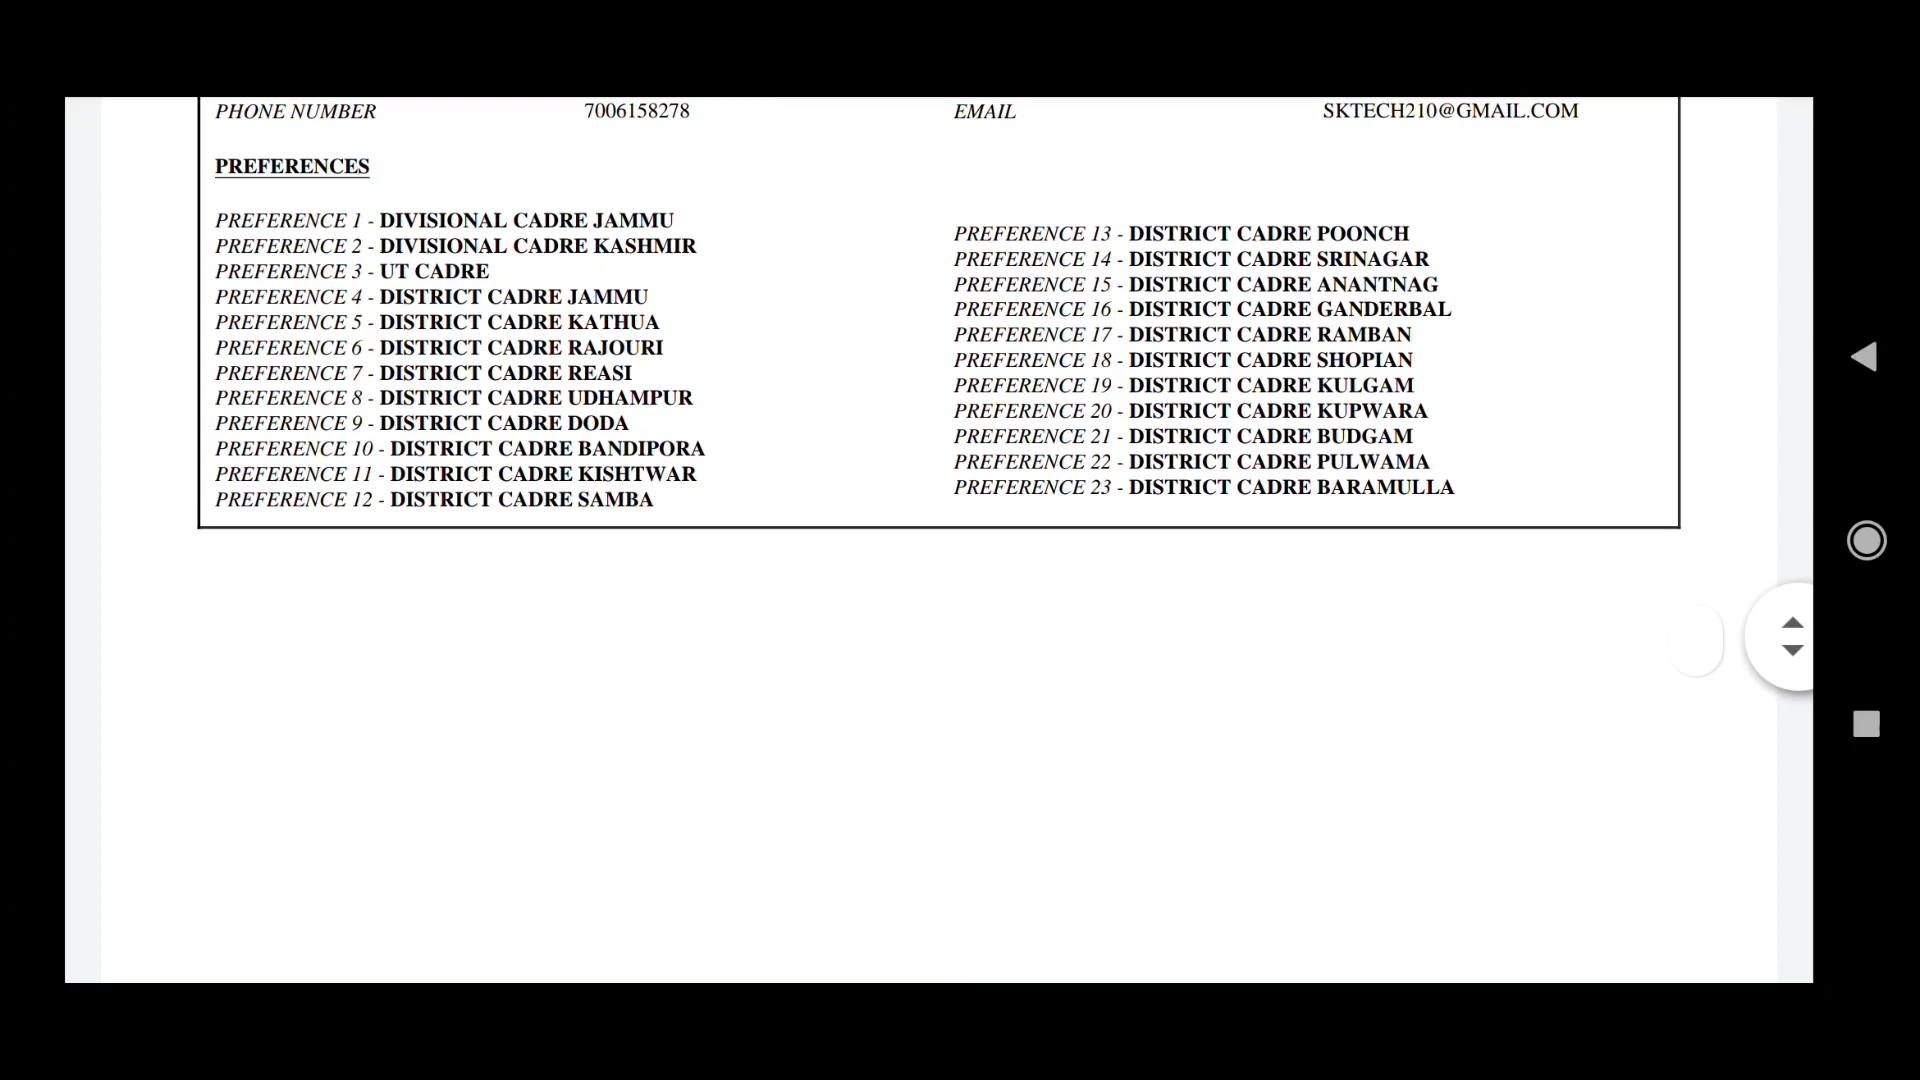 PHONE NUMBER 7006158278 EMAIL SKTECH210@GMAIL.COM
PREFERENCES
PREFERENCE 1 - DIVISIONAL CADRE JAMMU
PREFERENCE 2 - DIVISIONAL CADRE KASHMIR
PREFERENCE 3 - UT CADRE
PREFERENCE 4 - DISTRICT CADRE JAMMU
PREFERENCE 5 - DISTRICT CADRE KATHUA
PREFERENCE 6 - DISTRICT CADRE RAJOURI
PREFERENCE 7 - DISTRICT CADRE REASI
PREFERENCE 8 - DISTRICT CADRE UDHAMPUR
PREFERENCE 9 - DISTRICT CADRE DODA
PREFERENCE 10 - DISTRICT CADRE BANDIPORA
PREFERENCE 11 - DISTRICT CADRE KISHTWAR
PREFERENCE 12 - DISTRICT CADRE SAMBA
PREFERENCE 13 - DISTRICT CADRE POONCH
PREFERENCE 14 - DISTRICT CADRE SRINAGAR
PREFERENCE 15 - DISTRICT CADRE ANANTNAG
PREFERENCE 16 - DISTRICT CADRE GANDERBAL
PREFERENCE 17 - DISTRICT CADRE RAMBAN
PREFERENCE 18 - DISTRICT CADRE SHOPIAN
PREFERENCE 19 - DISTRICT CADRE KULGAM
PREFERENCE 20 - DISTRICT CADRE KUPWARA
PREFERENCE 21 - DISTRICT CADRE BUDGAM
PREFERENCE 22 - DISTRICT CADRE PULWAMA
PREFERENCE 23 - DISTRICT CADRE BARAMULLA